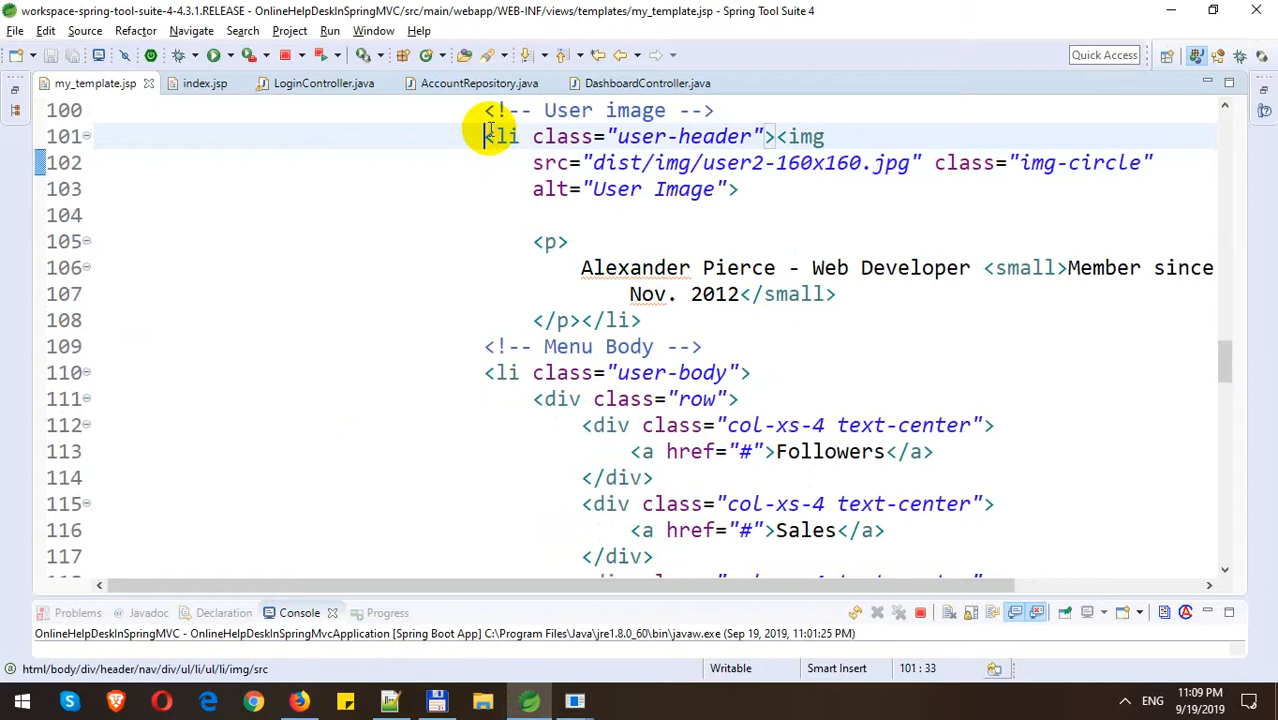 workspace-spring-tool-suite-4-4.3.1.RELEASE - OnlineHelpDeskInSpringMVC/src/main/webapp/WEB-INF/views/templates/my_template.jsp - Spring Tool Suite 4
File Edit Source Refactor Navigate Search Project Run Window Help
Quick Access
my_template.jsp index.jsp LoginController.java AccountRepository.java DashboardController.java
100 <!-- User image -->
101 <li class="user-header"><img
102 src="dist/img/user2-160x160.jpg" class="img-circle"
103 alt="User Image">
104
105 <p>
106 Alexander Pierce - Web Developer <small>Member since
107 Nov. 2012</small>
108 </p></li>
109 <!-- Menu Body -->
110 <li class="user-body">
111 <div class="row">
112 <div class="col-xs-4 text-center">
113 <a href="#">Followers</a>
114 </div>
115 <div class="col-xs-4 text-center">
116 <a href="#">Sales</a>
117 </div>
Problems Javadoc Declaration Console Progress
OnlineHelpDeskInSpringMVC - OnlineHelpDeskInSpringMvcApplication [Spring Boot App] C:\Program Files\Java\jre1.8.0_60\bin\javaw.exe (Sep 19, 2019, 11:01:25 PM)
html/body/div/header/nav/div/ul/li/ul/li/img/src Writable Smart Insert 101 : 33
ENG 11:09 PM
9/19/2019